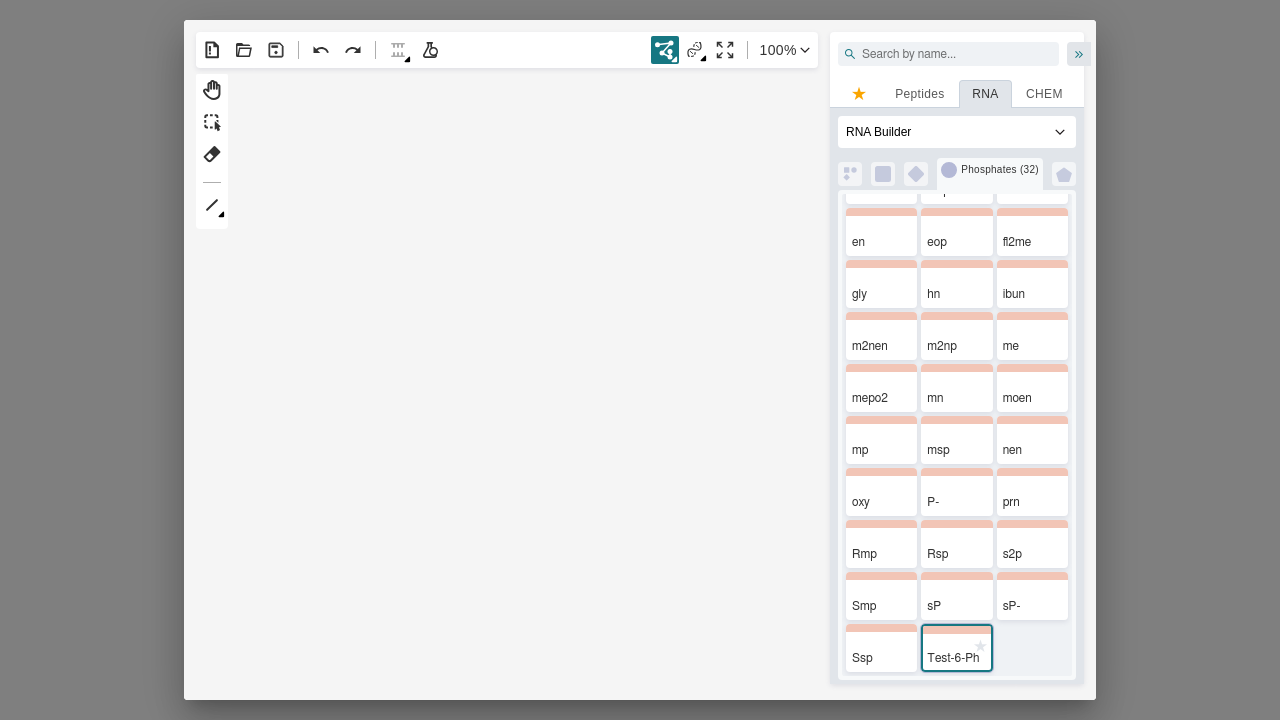 100%
Search by name...
Peptides RNA CHEM
RNA Builder
Phosphates (32)
en eop fl2me
gly hn ibun
m2nen m2np me
mepo2 mn moen
mp msp nen
oxy P- prn
Rmp Rsp s2p
Smp sP sP-
Ssp Test-6-Ph